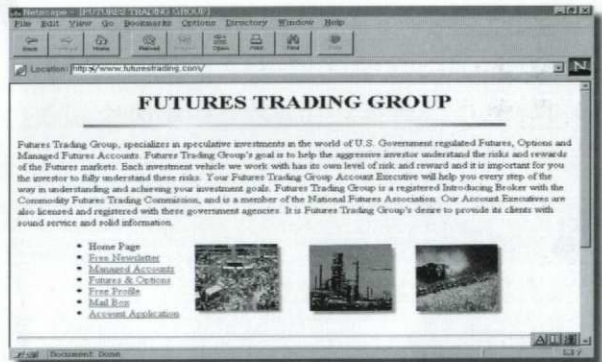 Netscape - [FUTURES TRADING GROUP]
File Edit View Go Bookmarks Options Directory Window Help
Back Home Reload Open Print Find
Location: http://www.futurestrading.com/
N
FUTURES TRADING GROUP
Futures Trading Group, specializes in speculative investments in the world of U.S. Government regulated Futures, Options and
Managed Futures Accounts. Futures Trading Group's goal is to help the aggressive investor understand the risks and rewards
of the Futures markets. Each investment vehicle we work with has its own level of risk and reward and it is important for you
the investor to fully understand these risks. Your Futures Trading Group Account Executive will help you every step of the
way in understanding and achieving your investment goals. Futures Trading Group is a registered Introducing Broker with the
Commodity Futures Trading Commission, and is a member of the National Futures Association. Our Account Executives are
also licensed and registered with these government agencies. It is Futures Trading Group's desire to provide its clients with
sound service and solid information.
• Home Page
• Free Newsletter
• Managed Accounts
• Futures & Options
• Free Profile
• Mail Box
• Account Application
Document: Done